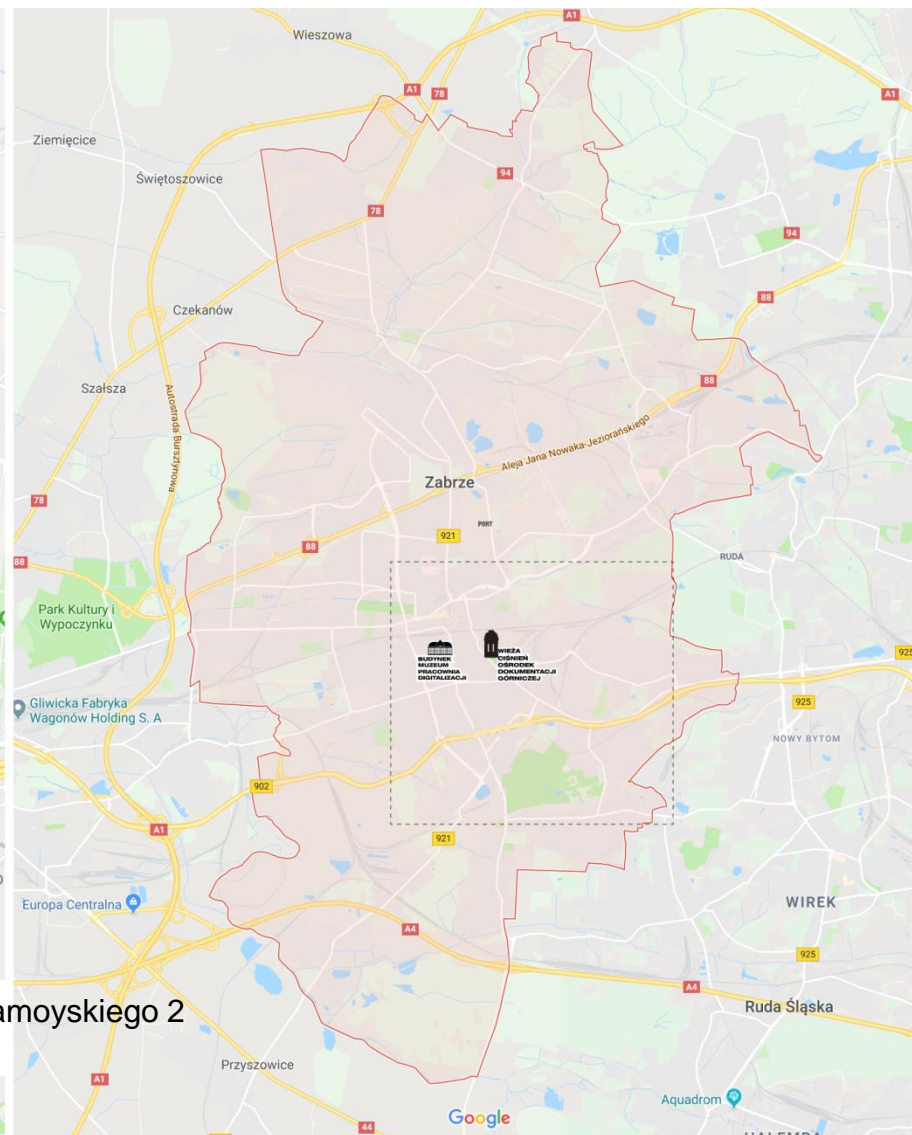 A1
Wieszowa
A1
78
A1
Ziemięcice
94
Świętoszowice
78
94
88
Czekanów
88
Szałsza
Autostrada Bursztynowa
Aleja Jana Nowaka-Jeziorańskiego
Zabrze
78
PORT
921
88
88
RUDA
Park Kultury i
Wypoczynku
BUDYNEK
MUZEUM
PRACOWNIA
DIGITALIZACJI
WIEŻA
CIŚNIEŃ
OŚRODEK
DOKUMENTACJI
GÓRNICZEJ
925
Gliwicka Fabryka
Wagonów Holding S. A
925
NOWY BYTOM
902
A1
921
Europa Centralna
WIREK
A4
925
A4
amoyskiego 2
Ruda Śląska
Przyszowice
A1
Aquadrom
Google
44